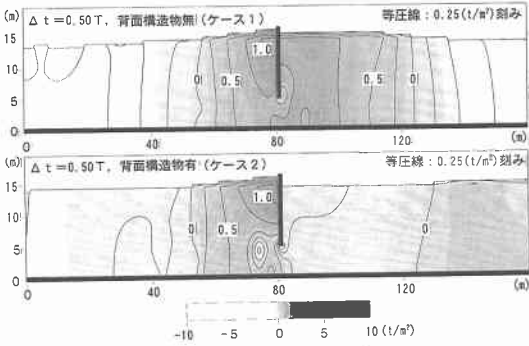 (m) Δt=0.50T, 背面構造物無(ケース1) 等圧線:0.25(t/m²)刻み
15
10
5
0
0 0.5 1.0 0.5 0
0 40 80 120 (m)
(m) Δt=0.50T, 背面構造物有(ケース2) 等圧線:0.25(t/m²)刻み
15
10
5
0
0 0.5 1.0 0
0 40 80 120 (m)
-10 -5 0 5 10 (t/m²)